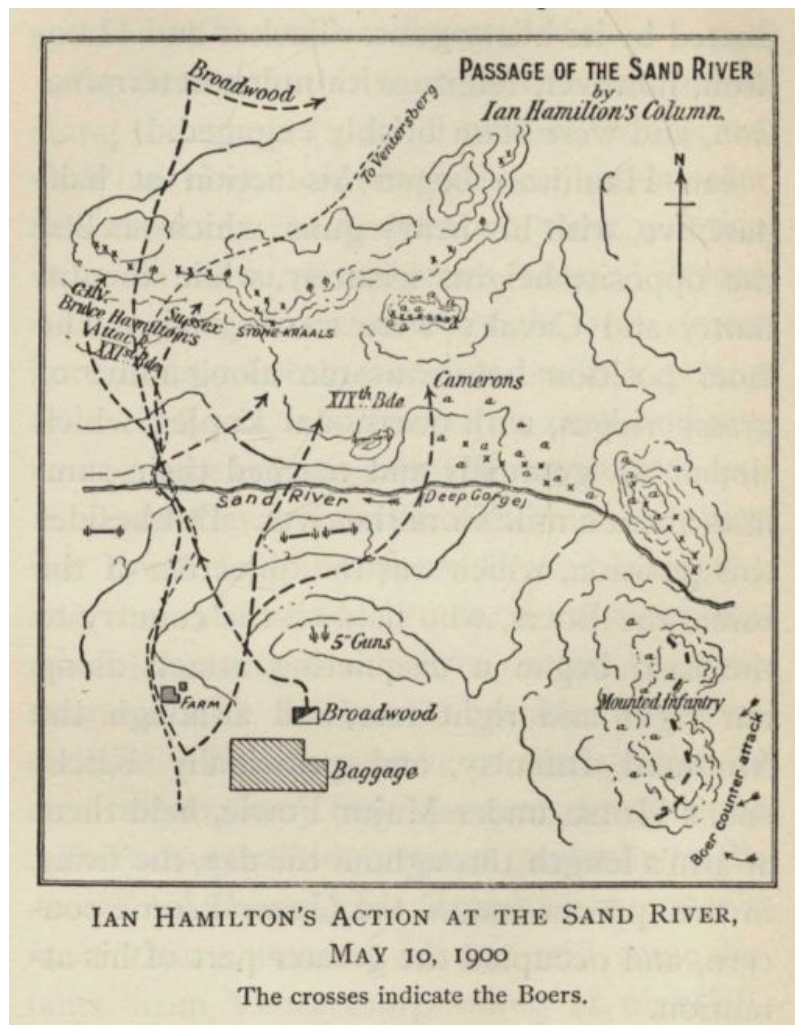 PASSAGE OF THE SAND RIVER
by
Ian Hamilton's Column.
Broadwood
To Ventersberg
N
C.I.V.
Bruce Hamilton's
Attack
XXIst Bde.
Sussex
STONE KRAALS
XIXth Bde
Camerons
Sand River
Deep Gorge
5" Guns
FARM
Broadwood
Baggage
Mounted Infantry
Boer counter attack
IAN HAMILTON'S ACTION AT THE SAND RIVER,
MAY 10, 1900
The crosses indicate the Boers.